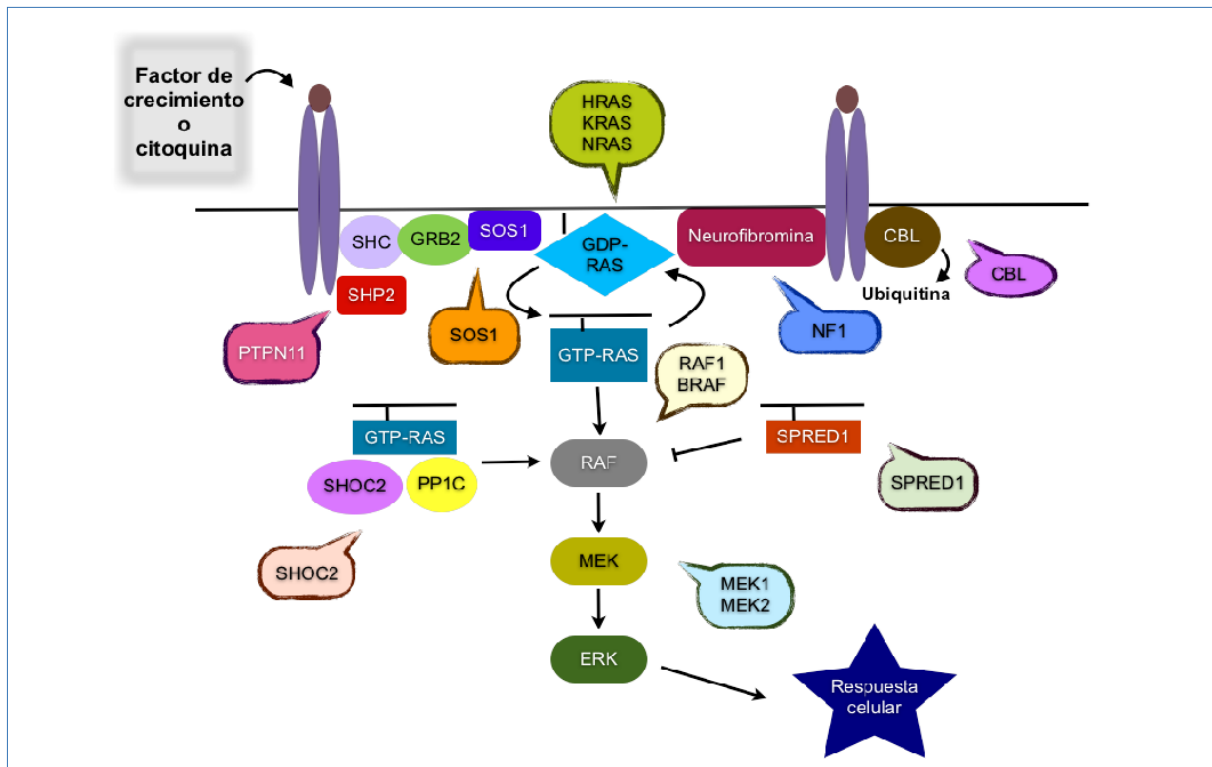 Factor de
crecimiento
o
citoquina
HRAS
KRAS
NRAS
SHC
GRB2
SOS1
GDP-
RAS
Neurofibromina
CBL
CBL
SHP2
Ubiquitina
PTPN11
SOS1
NF1
GTP-RAS
RAF1
BRAF
GTP-RAS
SPRED1
SHOC2
PP1C
RAF
SPRED1
SHOC2
MEK
MEK1
MEK2
ERK
Respuesta
celular